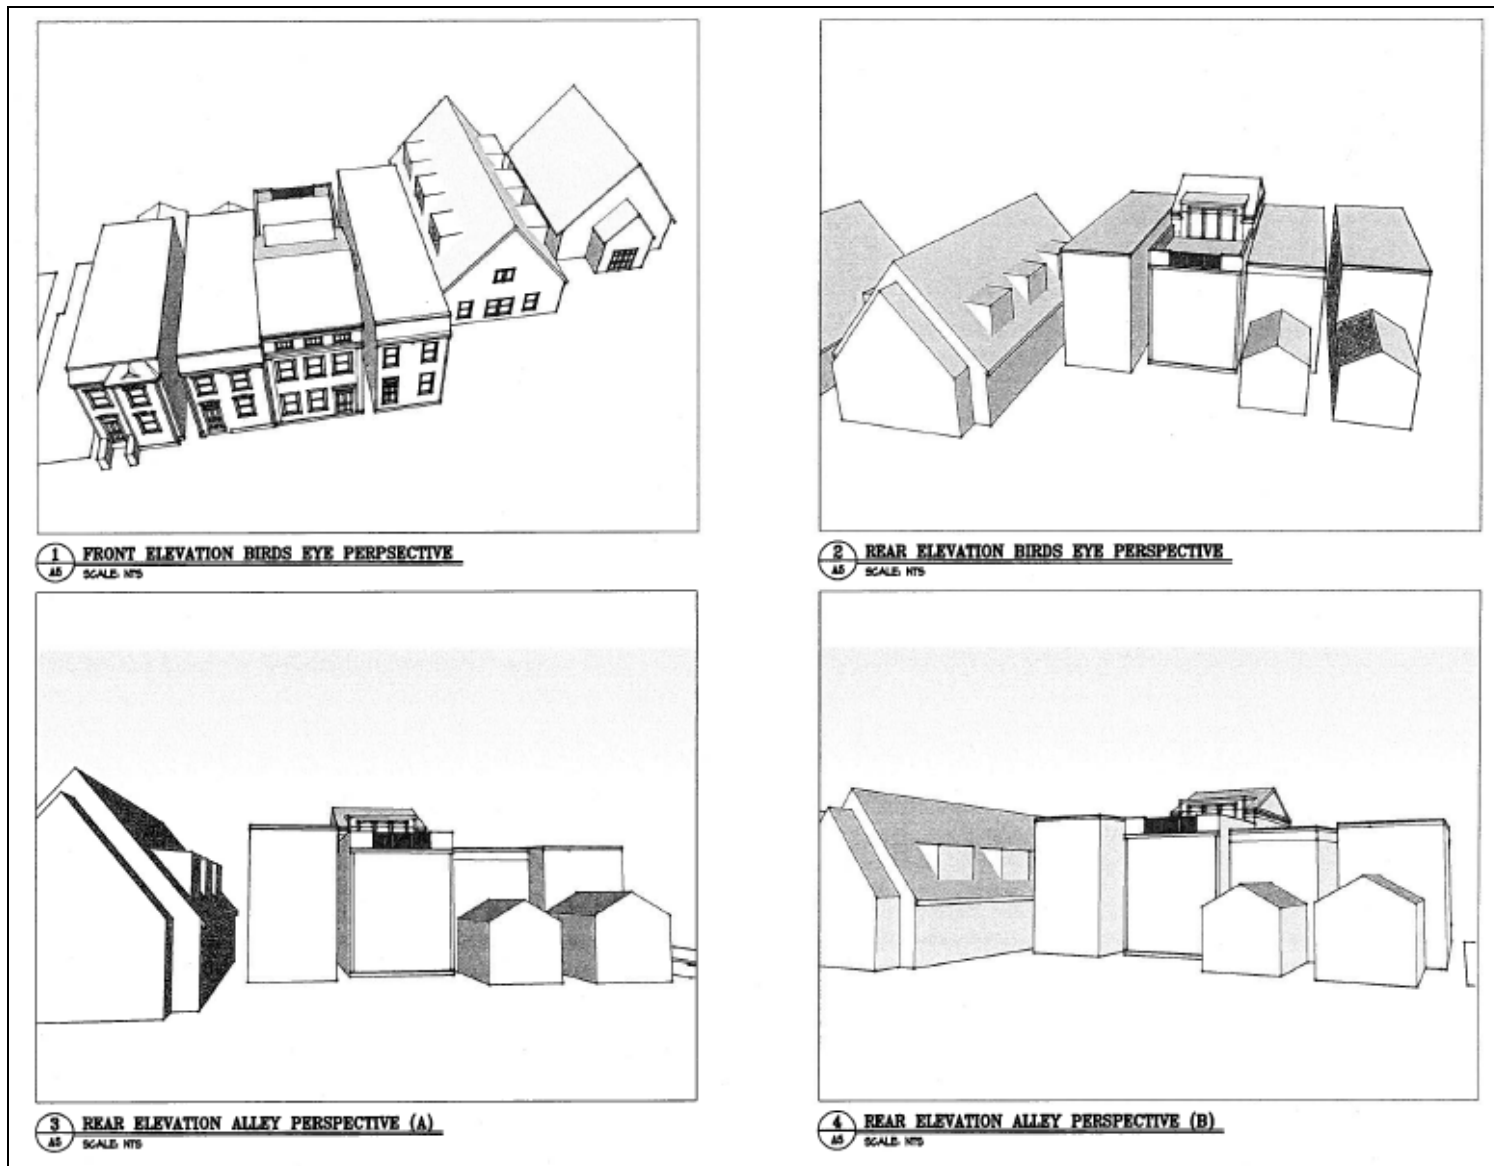 1 FRONT ELEVATION BIRDS EYE PERPSECTIVE
A5 SCALE: NTS
2 REAR ELEVATION BIRDS EYE PERSPECTIVE
A5 SCALE: NTS
3 REAR ELEVATION ALLEY PERSPECTIVE (A)
A5 SCALE: NTS
4 REAR ELEVATION ALLEY PERSPECTIVE (B)
A5 SCALE: NTS